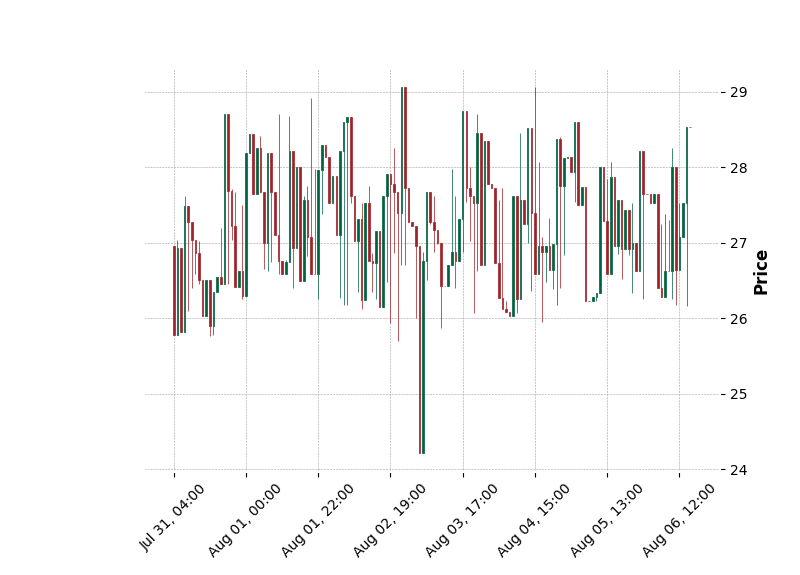 29
28
27
26
25
24
Price
Jul 31, 04:00
Aug 01, 00:00
Aug 01, 22:00
Aug 02, 19:00
Aug 03, 17:00
Aug 04, 15:00
Aug 05, 13:00
Aug 06, 12:00